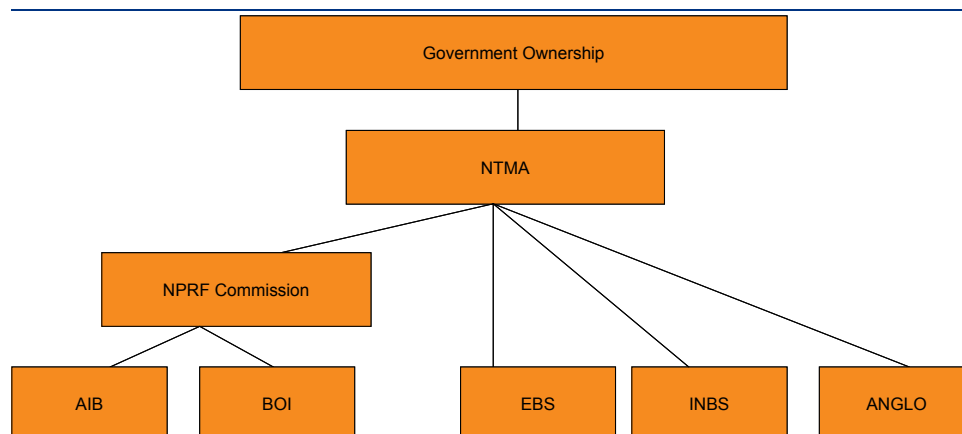 Government Ownership
NTMA
NPRF Commission
AIB
BOI
EBS
INBS
ANGLO